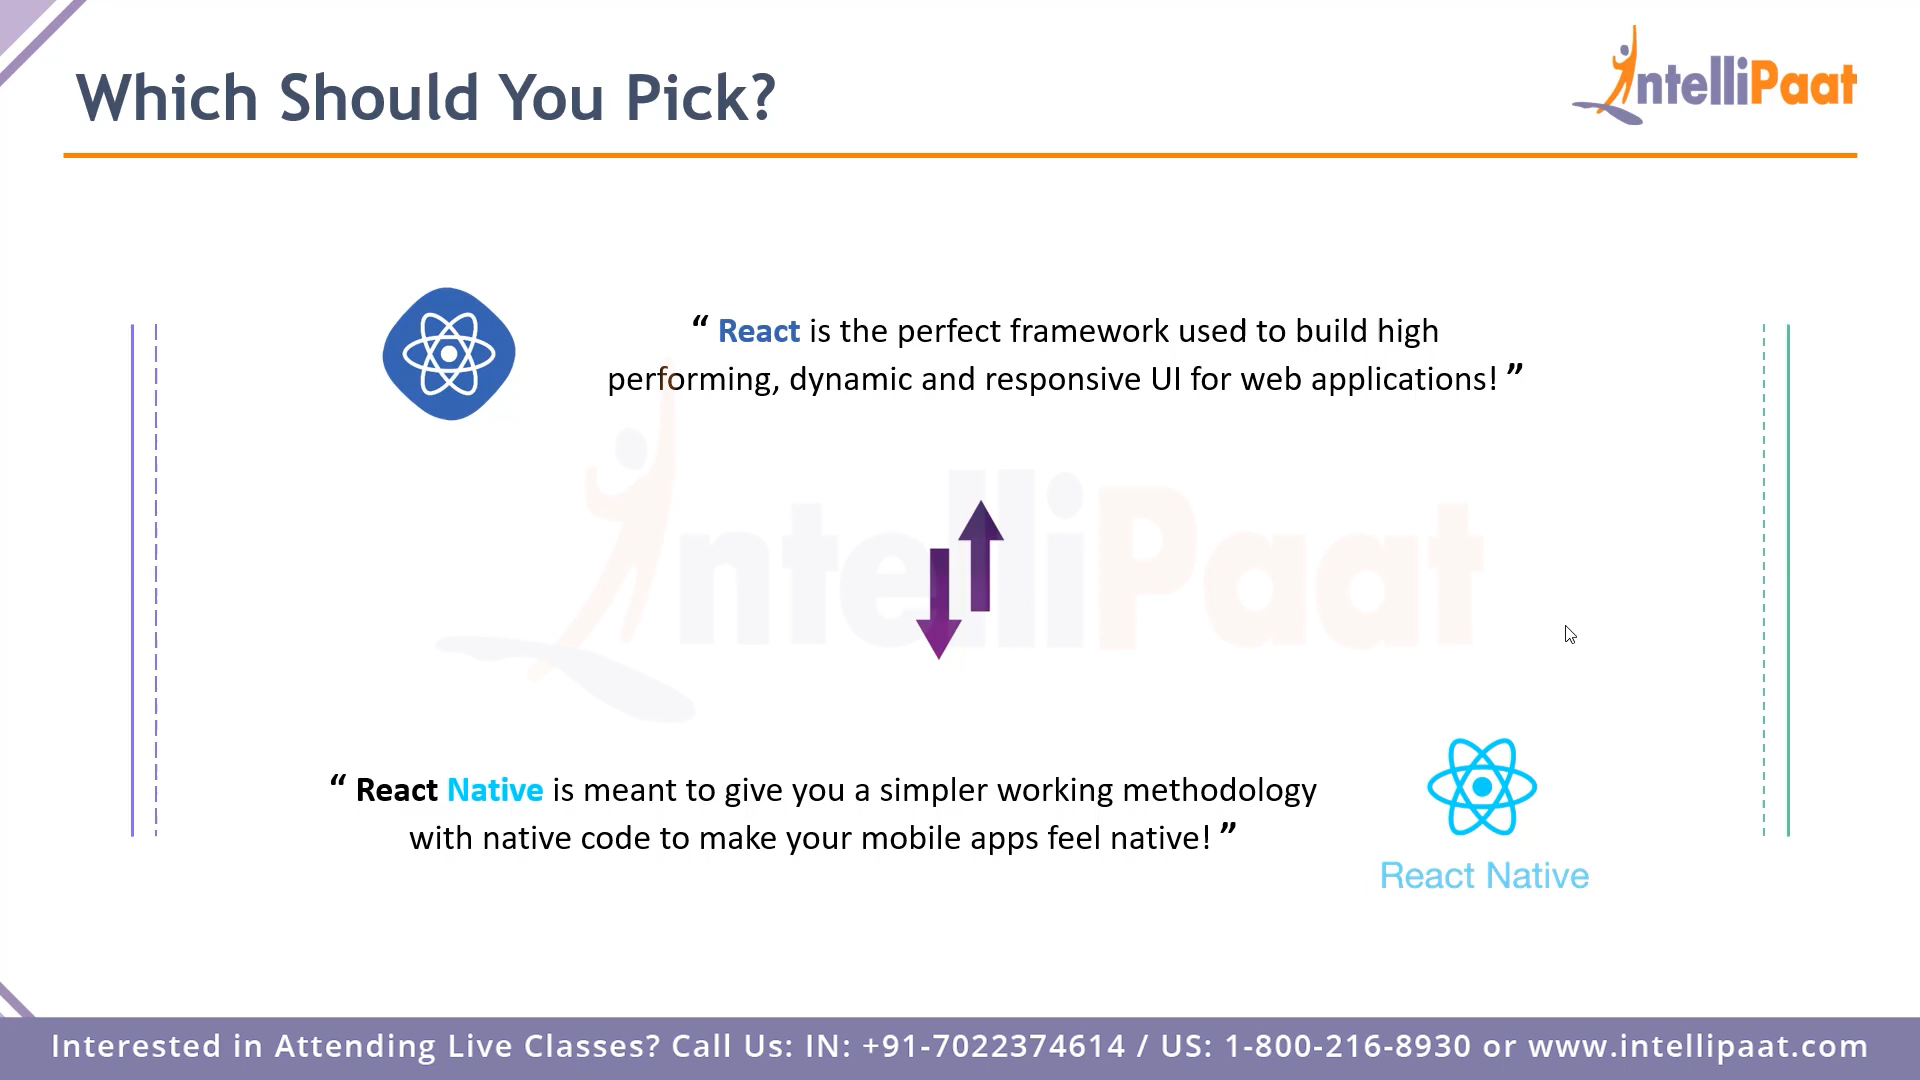 Which Should You Pick?
IntelliPaat
“ React is the perfect framework used to build high
performing, dynamic and responsive UI for web applications! ”
IntelliPaat
“ React Native is meant to give you a simpler working methodology
with native code to make your mobile apps feel native! ”
React Native
Interested in Attending Live Classes? Call Us: IN: +91-7022374614 / US: 1-800-216-8930 or www.intellipaat.com